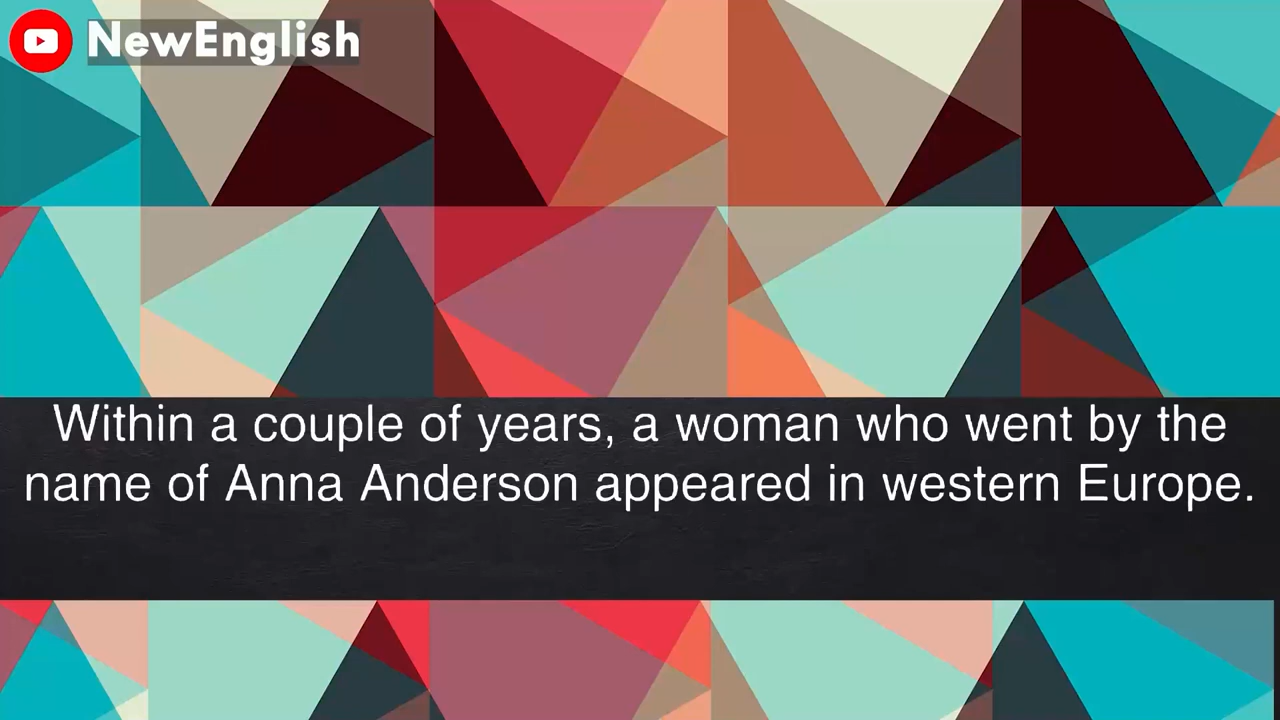 NewEnglish
Within a couple of years, a woman who went by the
name of Anna Anderson appeared in western Europe.